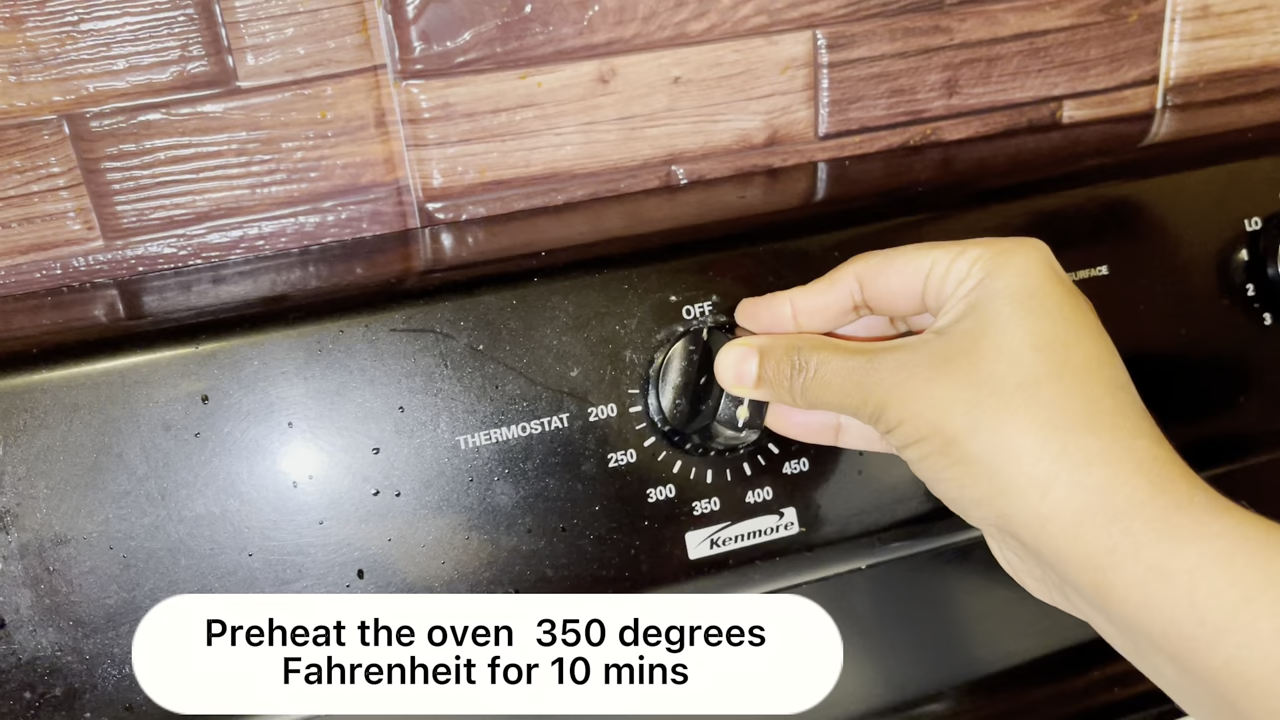 OFF
SURFACE
LO
2
3
THERMOSTAT
200
250
300
350
400
450
Kenmore
Preheat the oven  350 degrees
Fahrenheit for 10 mins